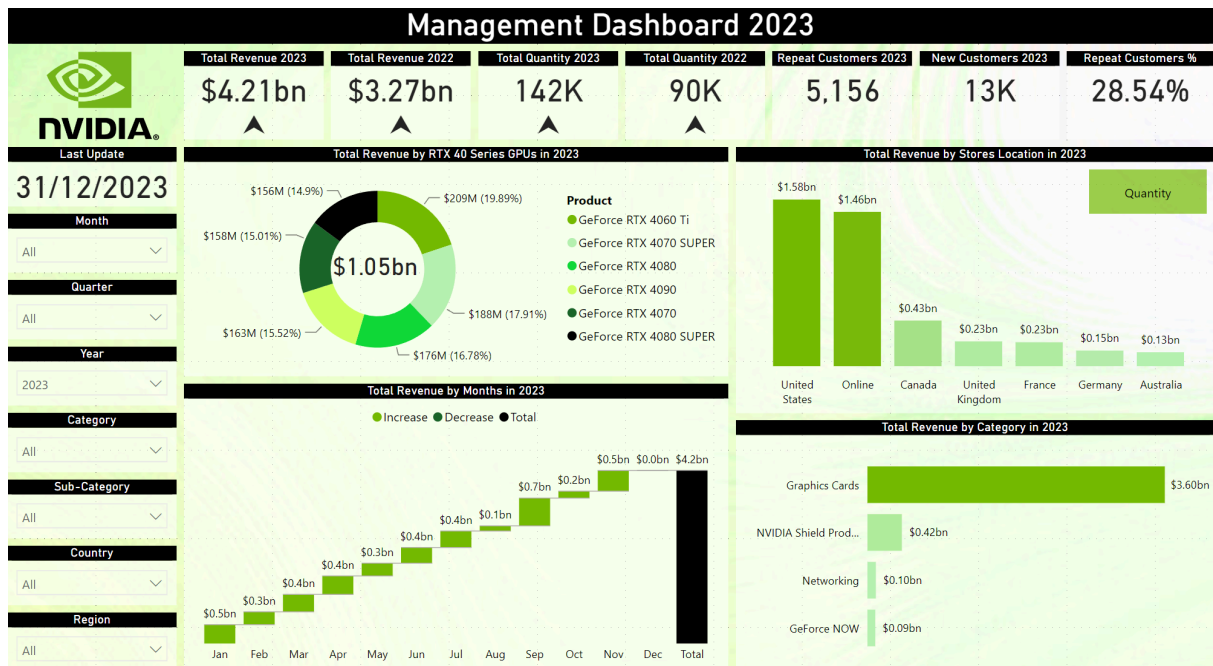 Management Dashboard 2023
NVIDIA.
Total Revenue 2023
$4.21bn
Total Revenue 2022
$3.27bn
Total Quantity 2023
142K
Total Quantity 2022
90K
Repeat Customers 2023
5,156
New Customers 2023
13K
Repeat Customers %
28.54%
Last Update
31/12/2023
Month
All
Quarter
All
Year
2023
Category
All
Sub-Category
All
Country
All
Region
All
Total Revenue by RTX 40 Series GPUs in 2023
$156M (14.9%)
$209M (19.89%)
$158M (15.01%)
$1.05bn
$188M (17.91%)
$163M (15.52%)
$176M (16.78%)
Product
GeForce RTX 4060 Ti
GeForce RTX 4070 SUPER
GeForce RTX 4080
GeForce RTX 4090
GeForce RTX 4070
GeForce RTX 4080 SUPER
Total Revenue by Stores Location in 2023
Quantity
$1.58bn
$1.46bn
$0.43bn
$0.23bn
$0.23bn
$0.15bn
$0.13bn
United States
Online
Canada
United Kingdom
France
Germany
Australia
Total Revenue by Months in 2023
Increase Decrease Total
$0.5bn
$0.3bn
$0.4bn
$0.4bn
$0.3bn
$0.4bn
$0.4bn
$0.1bn
$0.7bn
$0.2bn
$0.5bn
$0.0bn
$4.2bn
Jan Feb Mar Apr May Jun Jul Aug Sep Oct Nov Dec Total
Total Revenue by Category in 2023
Graphics Cards
$3.60bn
NVIDIA Shield Prod...
$0.42bn
Networking
$0.10bn
GeForce NOW
$0.09bn